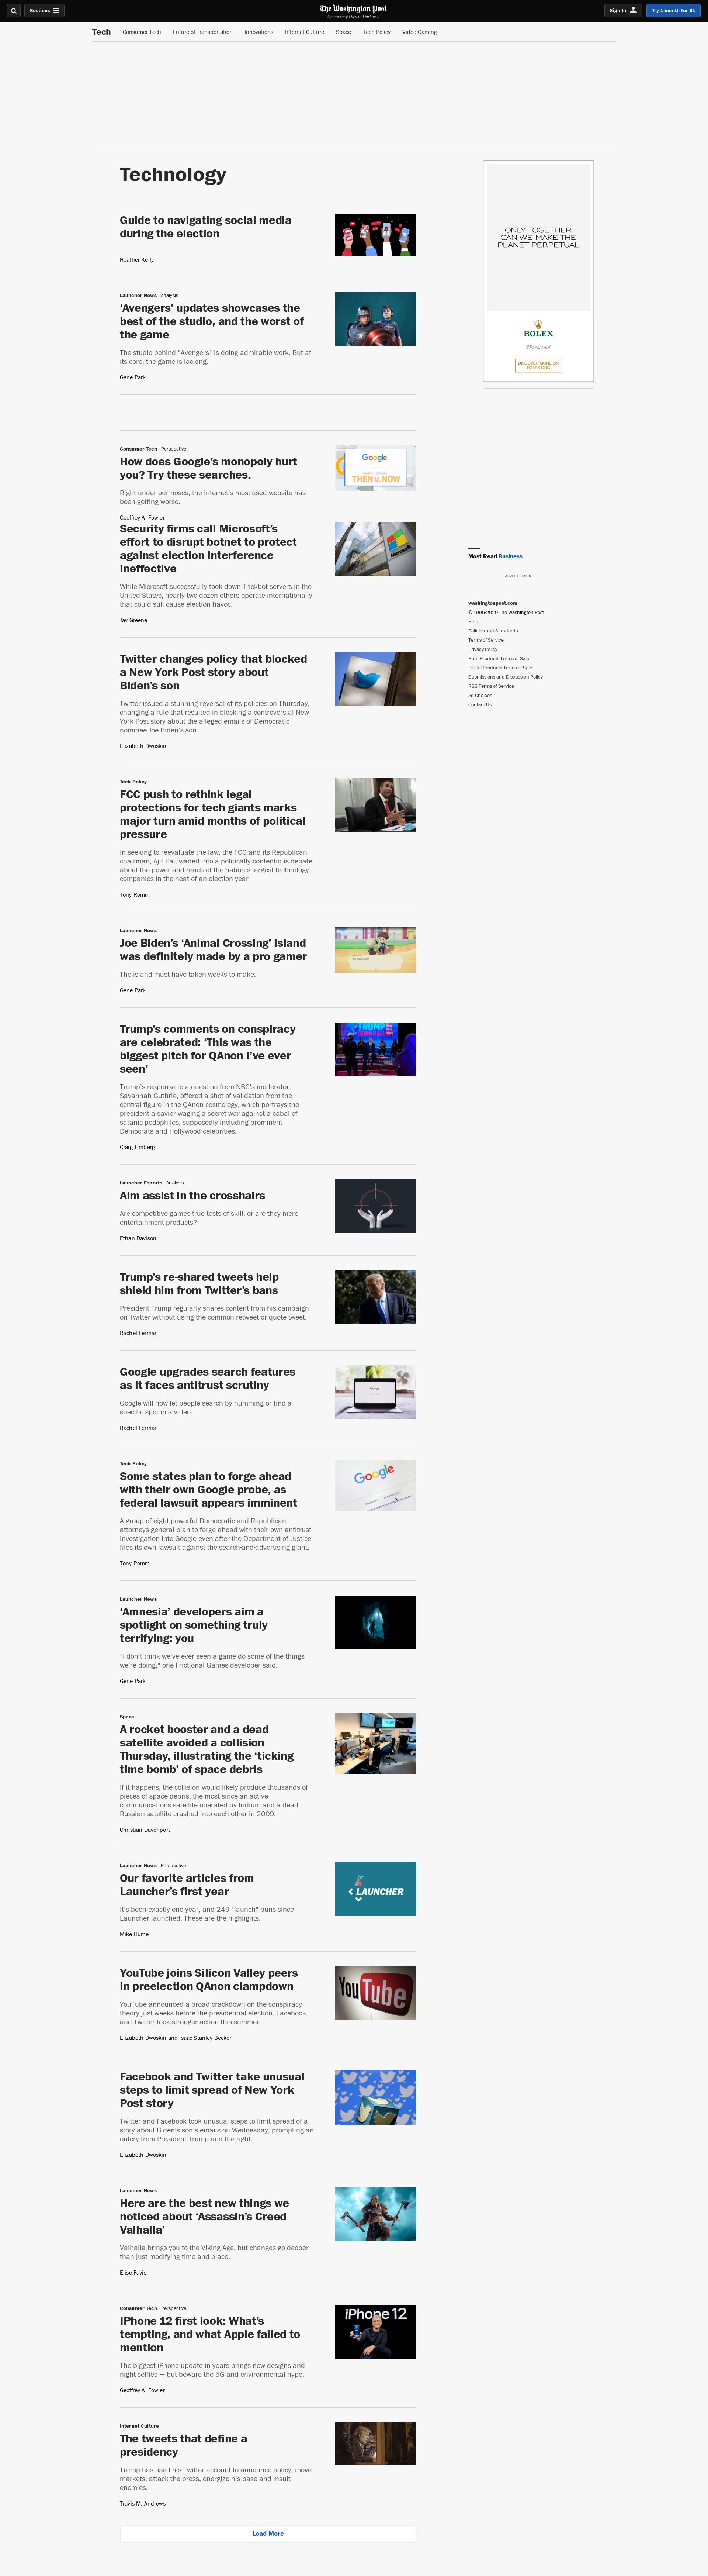 Sections
The Washington Post
Democracy Dies in Darkness
Sign In
Try 1 month for $1
Tech
Consumer Tech
Future of Transportation
Innovations
Internet Culture
Space
Tech Policy
Video Gaming
Technology
Guide to navigating social media
during the election
Heather Kelly
Launcher News Analysis
‘Avengers’ updates showcases the
best of the studio, and the worst of
the game
The studio behind "Avengers" is doing admirable work. But at
its core, the game is lacking.
Gene Park
Consumer Tech Perspective
How does Google’s monopoly hurt
you? Try these searches.
Right under our noses, the Internet’s most-used website has
been getting worse.
Geoffrey A. Fowler
Google
THEN v. NOW
Security firms call Microsoft’s
effort to disrupt botnet to protect
against election interference
ineffective
While Microsoft successfully took down Trickbot servers in the
United States, nearly two dozen others operate internationally
that could still cause election havoc.
Jay Greene
Microsoft
Twitter changes policy that blocked
a New York Post story about
Biden’s son
Twitter issued a stunning reversal of its policies on Thursday,
changing a rule that resulted in blocking a controversial New
York Post story about the alleged emails of Democratic
nominee Joe Biden’s son.
Elizabeth Dwoskin
Tech Policy
FCC push to rethink legal
protections for tech giants marks
major turn amid months of political
pressure
In seeking to reevaluate the law, the FCC and its Republican
chairman, Ajit Pai, waded into a politically contentious debate
about the power and reach of the nation’s largest technology
companies in the heat of an election year
Tony Romm
Launcher News
Joe Biden’s ‘Animal Crossing’ island
was definitely made by a pro gamer
The island must have taken weeks to make.
Gene Park
Trump’s comments on conspiracy
are celebrated: ‘This was the
biggest pitch for QAnon I’ve ever
seen’
Trump’s response to a question from NBC’s moderator,
Savannah Guthrie, offered a shot of validation from the
central figure in the QAnon cosmology, which portrays the
president a savior waging a secret war against a cabal of
satanic pedophiles, supposedly including prominent
Democrats and Hollywood celebrities.
Craig Timberg
TRUMP
Launcher Esports Analysis
Aim assist in the crosshairs
Are competitive games true tests of skill, or are they mere
entertainment products?
Ethan Davison
Trump’s re-shared tweets help
shield him from Twitter’s bans
President Trump regularly shares content from his campaign
on Twitter without using the common retweet or quote tweet.
Rachel Lerman
Google upgrades search features
as it faces antitrust scrutiny
Google will now let people search by humming or find a
specific spot in a video.
Rachel Lerman
Google
Tech Policy
Some states plan to forge ahead
with their own Google probe, as
federal lawsuit appears imminent
A group of eight powerful Democratic and Republican
attorneys general plan to forge ahead with their own antitrust
investigation into Google even after the Department of Justice
files its own lawsuit against the search-and-advertising giant.
Tony Romm
Google
Launcher News
‘Amnesia’ developers aim a
spotlight on something truly
terrifying: you
"I don’t think we’ve ever seen a game do some of the things
we’re doing," one Frictional Games developer said.
Gene Park
Space
A rocket booster and a dead
satellite avoided a collision
Thursday, illustrating the ‘ticking
time bomb’ of space debris
If it happens, the collision would likely produce thousands of
pieces of space debris, the most since an active
communications satellite operated by Iridium and a dead
Russian satellite crashed into each other in 2009.
Christian Davenport
Launcher News Perspective
Our favorite articles from
Launcher’s first year
It's been exactly one year, and 249 "launch" puns since
Launcher launched. These are the highlights.
Mike Hume
LAUNCHER
YouTube joins Silicon Valley peers
in preelection QAnon clampdown
YouTube announced a broad crackdown on the conspiracy
theory just weeks before the presidential election. Facebook
and Twitter took stronger action this summer.
Elizabeth Dwoskin and Isaac Stanley-Becker
YouTube
Facebook and Twitter take unusual
steps to limit spread of New York
Post story
Twitter and Facebook took unusual steps to limit spread of a
story about Biden's son's emails on Wednesday, prompting an
outcry from President Trump and the right.
Elizabeth Dwoskin
Launcher News
Here are the best new things we
noticed about ‘Assassin’s Creed
Valhalla’
Valhalla brings you to the Viking Age, but changes go deeper
than just modifying time and place.
Elise Favis
Consumer Tech Perspective
IPhone 12 first look: What’s
tempting, and what Apple failed to
mention
The biggest iPhone update in years brings new designs and
night selfies — but beware the 5G and environmental hype.
Geoffrey A. Fowler
iPhone 12
Internet Culture
The tweets that define a
presidency
Trump has used his Twitter account to announce policy, move
markets, attack the press, energize his base and insult
enemies.
Travis M. Andrews
Load More
ONLY TOGETHER
CAN WE MAKE THE
PLANET PERPETUAL
ROLEX
#Perpetual
DISCOVER MORE ON
ROLEX.ORG
Most Read Business
ADVERTISEMENT
washingtonpost.com
© 1996-2020 The Washington Post
Help
Policies and Standards
Terms of Service
Privacy Policy
Print Products Terms of Sale
Digital Products Terms of Sale
Submissions and Discussion Policy
RSS Terms of Service
Ad Choices
Contact Us